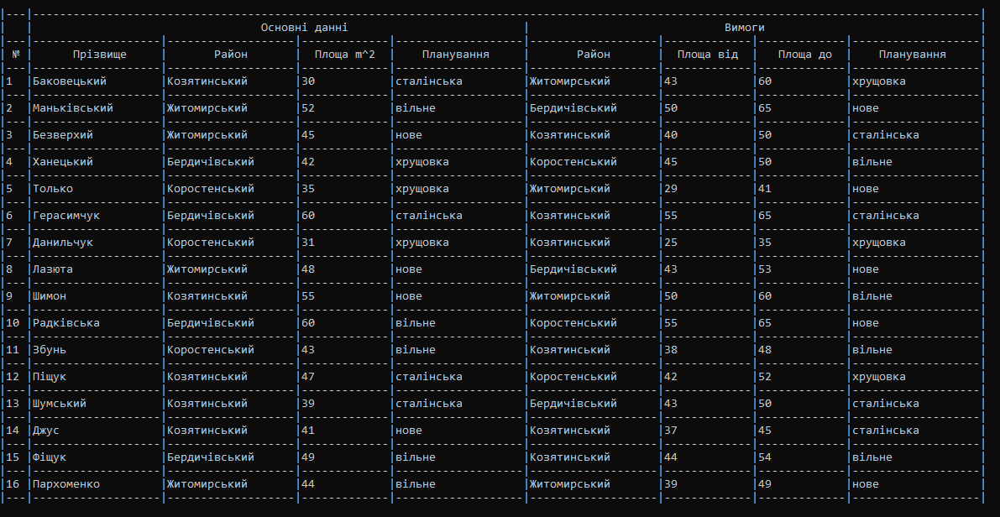 Основні данні Вимоги
№ Прізвище Район Площа m^2 Планування Район Площа від Площа до Планування
1 Баковецький Козятинський 30 сталінська Житомирський 43 60 хрущовка
2 Маньківський Житомирський 52 вільне Бердичівський 50 65 нове
3 Безверхий Житомирський 45 нове Козятинський 40 50 сталінська
4 Ханецький Бердичівський 42 хрущовка Коростенський 45 50 вільне
5 Только Коростенський 35 хрущовка Житомирський 29 41 нове
6 Герасимчук Бердичівський 60 сталінська Козятинський 55 65 сталінська
7 Данильчук Коростенський 31 хрущовка Козятинський 25 35 хрущовка
8 Лазюта Житомирський 48 нове Бердичівський 43 53 нове
9 Шимон Козятинський 55 нове Житомирський 50 60 вільне
10 Радківська Бердичівський 60 вільне Коростенський 55 65 нове
11 Збунь Коростенський 43 вільне Козятинський 38 48 вільне
12 Піщук Козятинський 47 сталінська Коростенський 42 52 хрущовка
13 Шумський Козятинський 39 сталінська Бердичівський 43 50 сталінська
14 Джус Козятинський 41 нове Козятинський 37 45 сталінська
15 Фіщук Бердичівський 49 вільне Козятинський 44 54 вільне
16 Пархоменко Житомирський 44 вільне Житомирський 39 49 нове